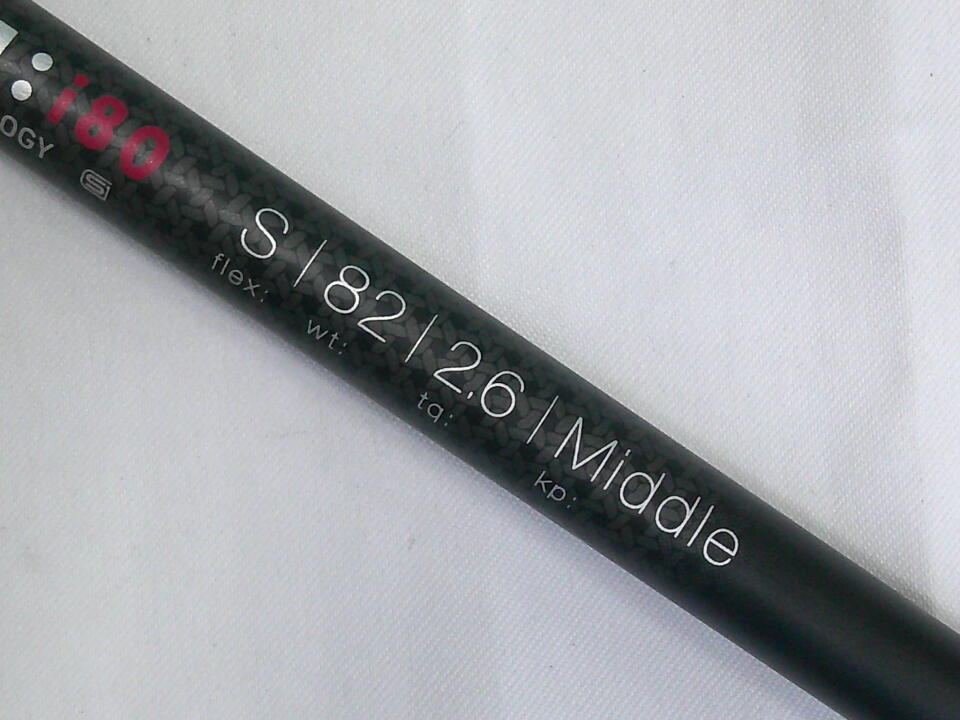 :i80
OGY
S | 82 | 2.6 | Middle
flex: wt: tq: kp: